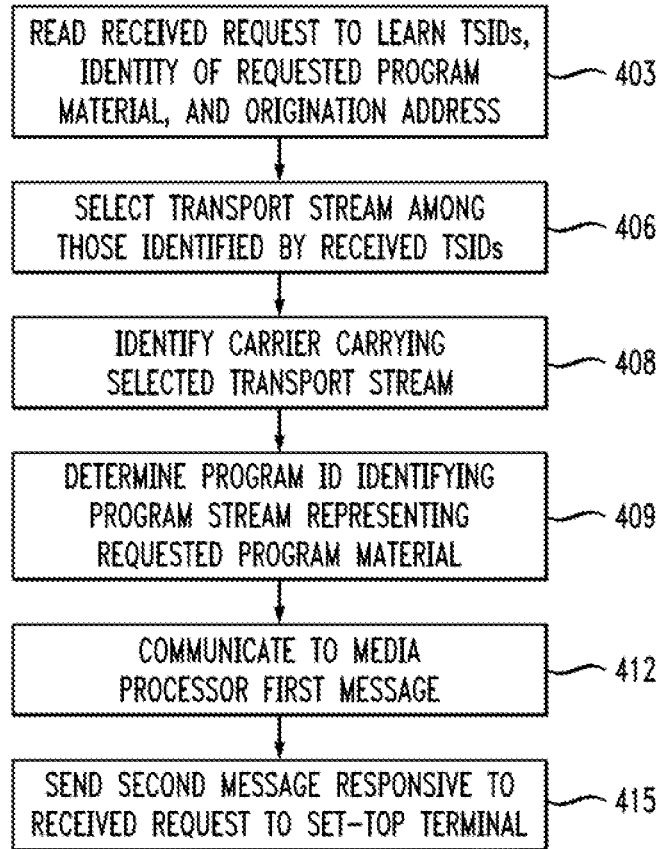 READ RECEIVED REQUEST TO LEARN TSIDs,
IDENTITY OF REQUESTED PROGRAM
MATERIAL, AND ORIGINATION ADDRESS
403
SELECT TRANSPORT STREAM AMONG
THOSE IDENTIFIED BY RECEIVED TSIDs
406
IDENTIFY CARRIER CARRYING
SELECTED TRANSPORT STREAM
408
DETERMINE PROGRAM ID IDENTIFYING
PROGRAM STREAM REPRESENTING
REQUESTED PROGRAM MATERIAL
409
COMMUNICATE TO MEDIA
PROCESSOR FIRST MESSAGE
412
SEND SECOND MESSAGE RESPONSIVE TO
RECEIVED REQUEST TO SET-TOP TERMINAL
415